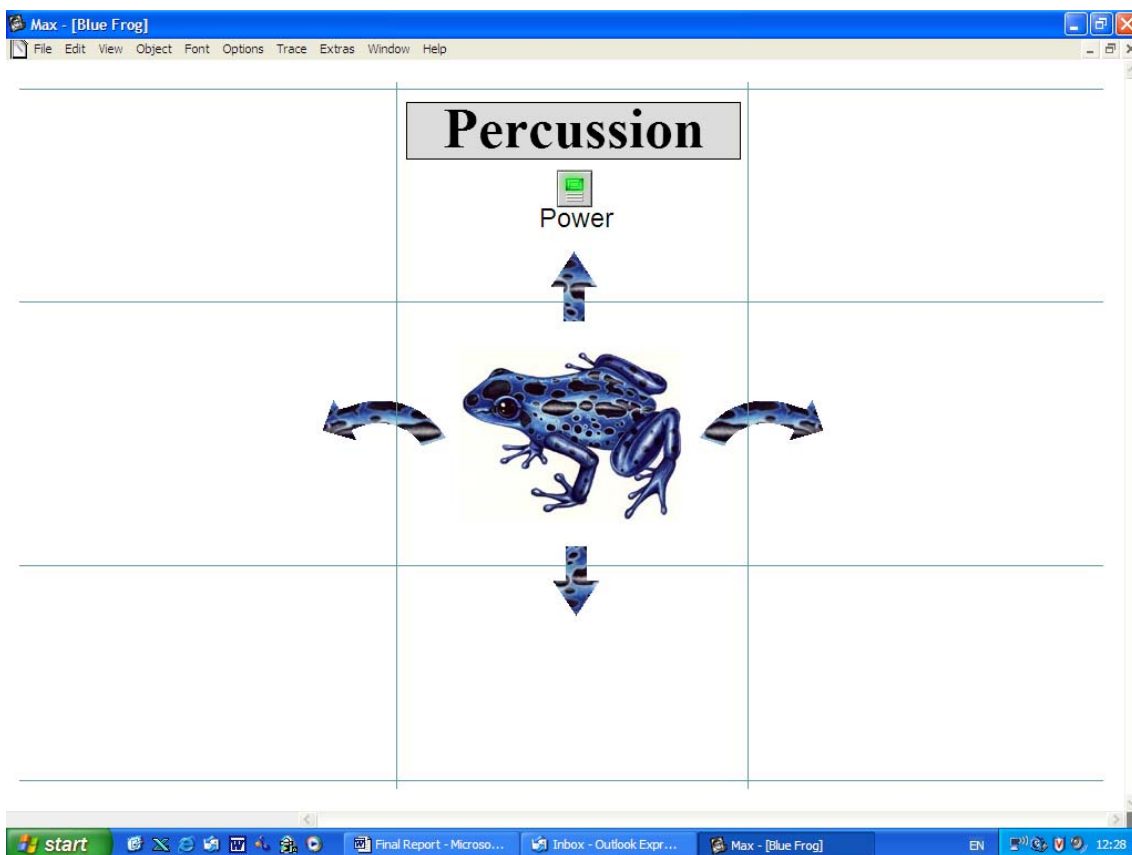 Max - [Blue Frog]
File Edit View Object Font Options Trace Extras Window Help
Percussion
Power
start
Final Report - Microso...
Inbox - Outlook Expr...
Max - [Blue Frog]
EN
12:28